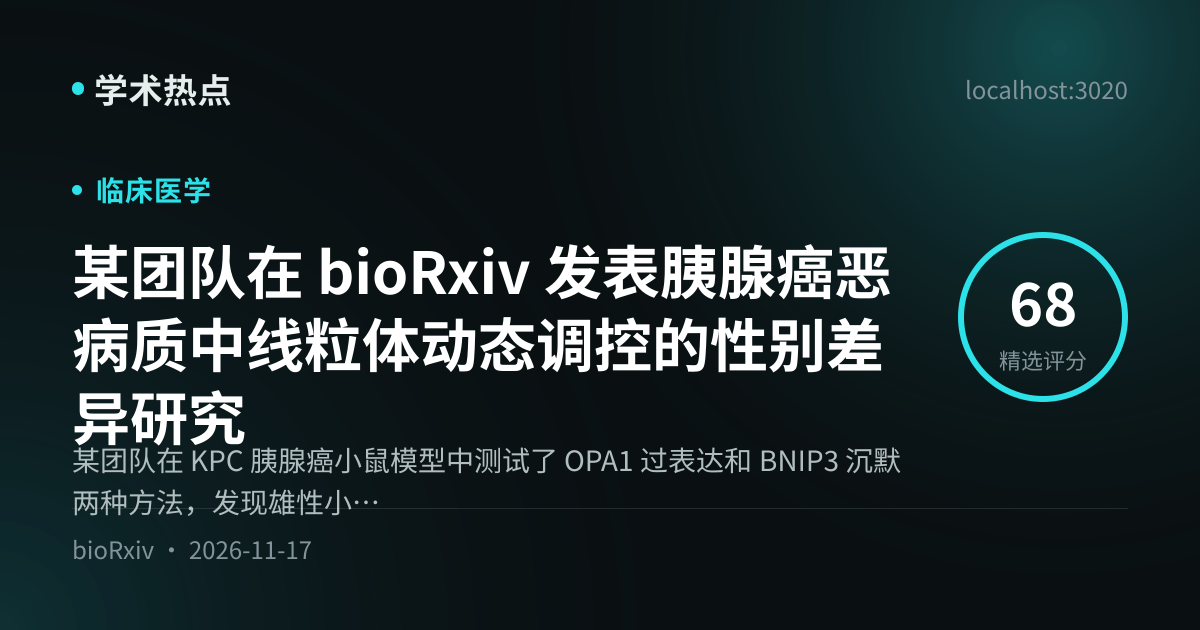 学术热点
localhost:3020
临床医学
某团队在 bioRxiv 发表胰腺癌恶
病质中线粒体动态调控的性别差
异研究
68
精选评分
某团队在 KPC 胰腺癌小鼠模型中测试了 OPA1 过表达和 BNIP3 沉默
两种方法，发现雄性小…
bioRxiv · 2026-11-17